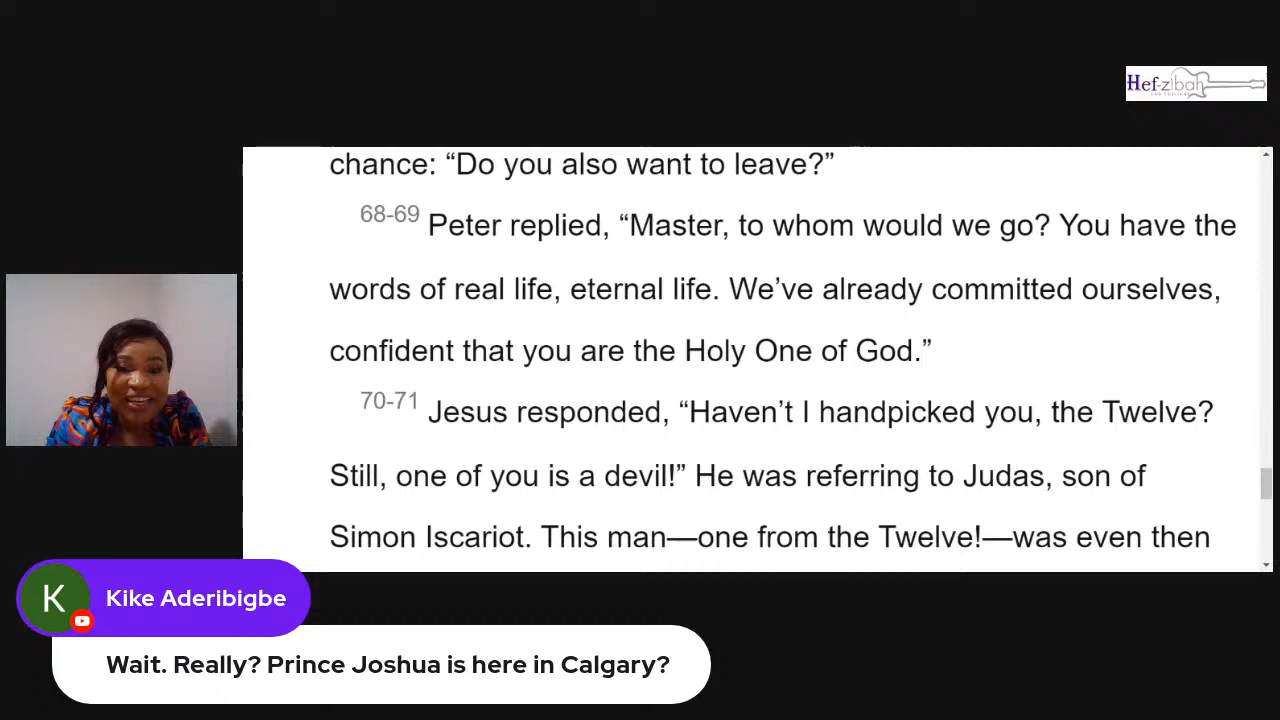 Hef-zibah
chance: “Do you also want to leave?”
68-69 Peter replied, “Master, to whom would we go? You have the
words of real life, eternal life. We’ve already committed ourselves,
confident that you are the Holy One of God.”
70-71 Jesus responded, “Haven’t I handpicked you, the Twelve?
Still, one of you is a devil!” He was referring to Judas, son of
Simon Iscariot. This man—one from the Twelve!—was even then
K Kike Aderibigbe
Wait. Really? Prince Joshua is here in Calgary?